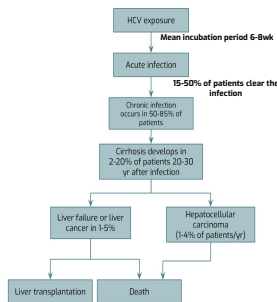 HCV exposure
Mean incubation period 6-8wk
Acute infection
15-50% of patients clear the
infection
Chronic infection
occurs in 50-85% of
patients
Cirrhosis develops in
2-20% of patients 20-30
yr after infection
Liver failure or liver
cancer in 1-5%
Hepatocellular
carcinoma
(1-4% of patients/yr)
Liver transplantation
Death